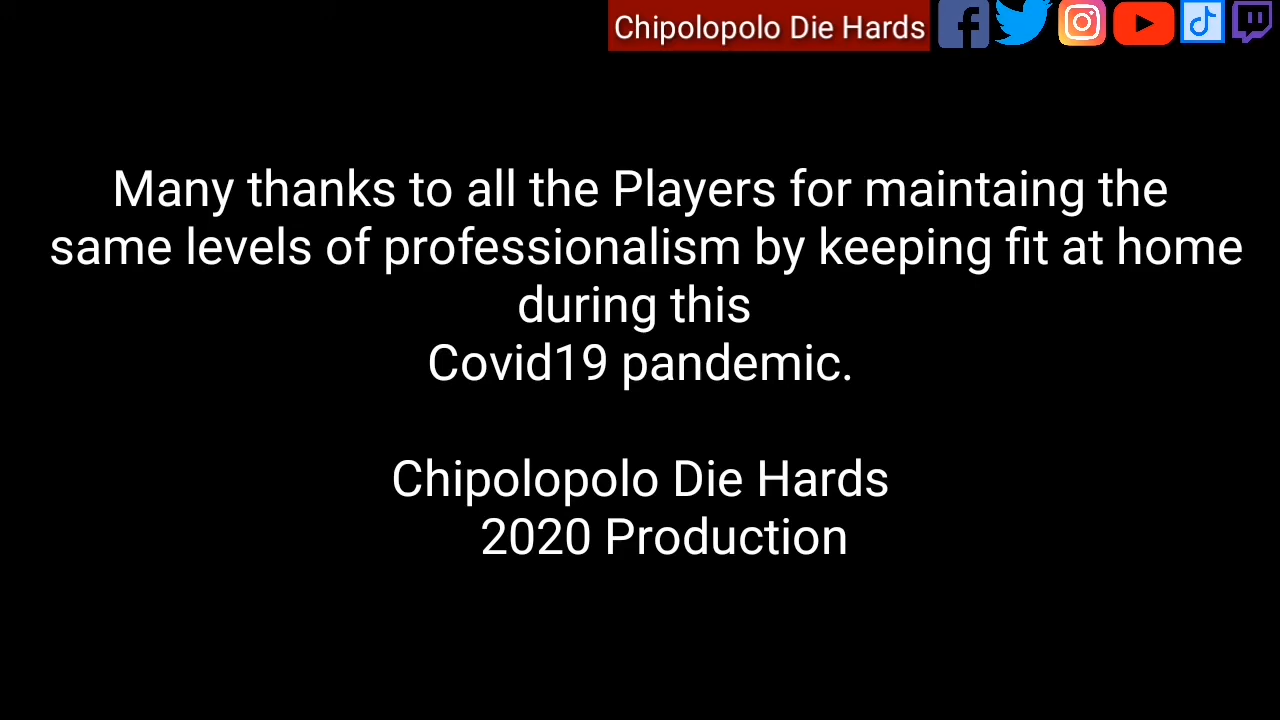 Chipolopolo Die Hards
Many thanks to all the Players for maintaing the
same levels of professionalism by keeping fit at home
during this
Covid19 pandemic.
Chipolopolo Die Hards
2020 Production